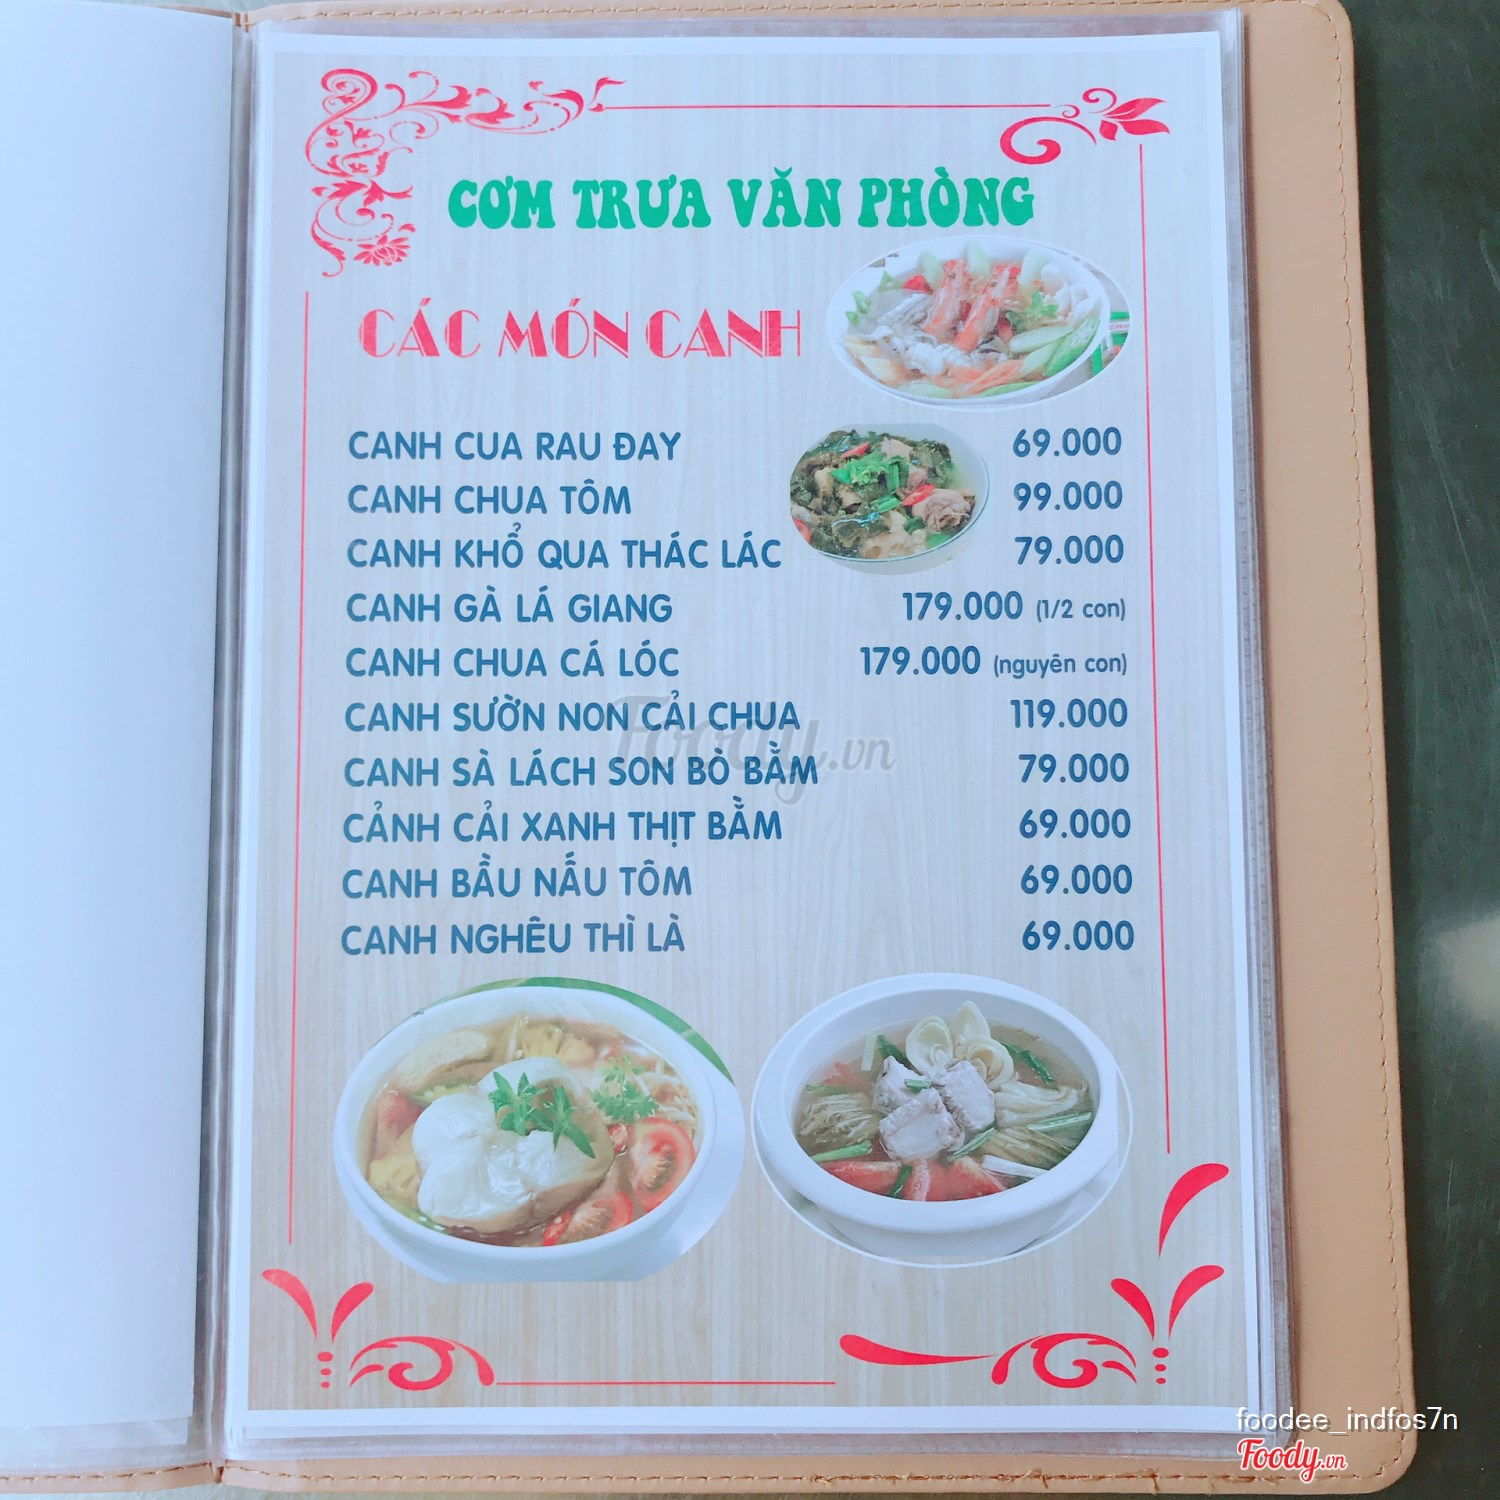 CƠM TRƯA VĂN PHÒNG
CÁC MÓN CANH
CANH CUA RAU ĐAY 69.000
CANH CHUA TÔM 99.000
CANH KHỔ QUA THÁC LÁC 79.000
CANH GÀ LÁ GIANG 179.000 (1/2 con)
CANH CHUA CÁ LÓC 179.000 (nguyên con)
CANH SƯỜN NON CẢI CHUA 119.000
CANH SÀ LÁCH SON BÒ BẰM 79.000
CẢNH CẢI XANH THỊT BẰM 69.000
CANH BẦU NẤU TÔM 69.000
CANH NGHÊU THÌ LÀ 69.000
Foody.vn
foodee_indfos7n
Foody.vn